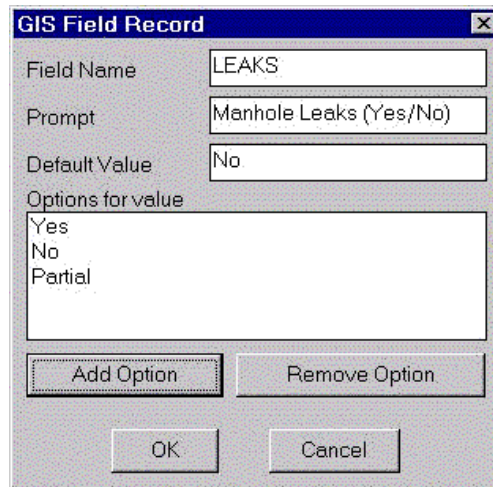 GIS Field Record
Field Name LEAKS
Prompt Manhole Leaks (Yes/No)
Default Value No
Options for value
Yes
No
Partial
Add Option Remove Option
OK Cancel